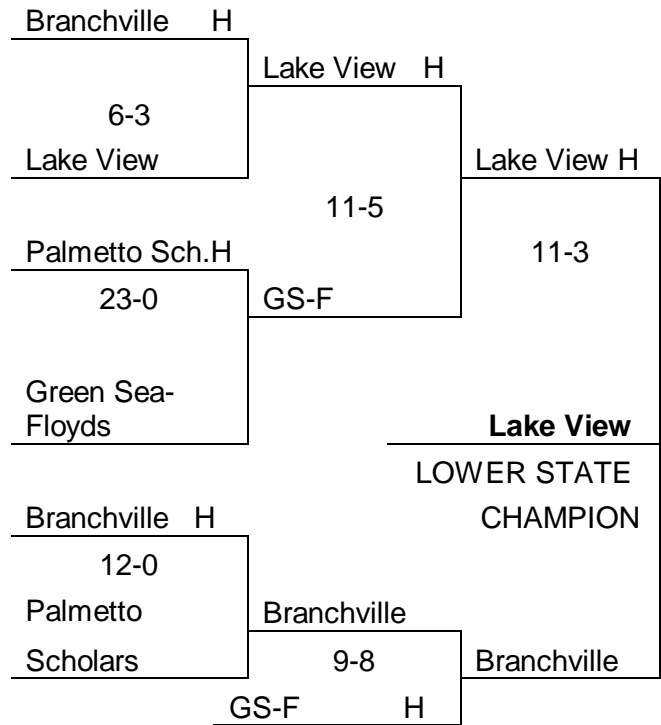 Branchville H
Lake View H
6-3
Lake View
Lake View H
11-5
Palmetto Sch.H
11-3
23-0
GS-F
Green Sea-
Floyds
Lake View
LOWER STATE
CHAMPION
Branchville H
12-0
Palmetto
Scholars
Branchville
9-8
Branchville
GS-F H